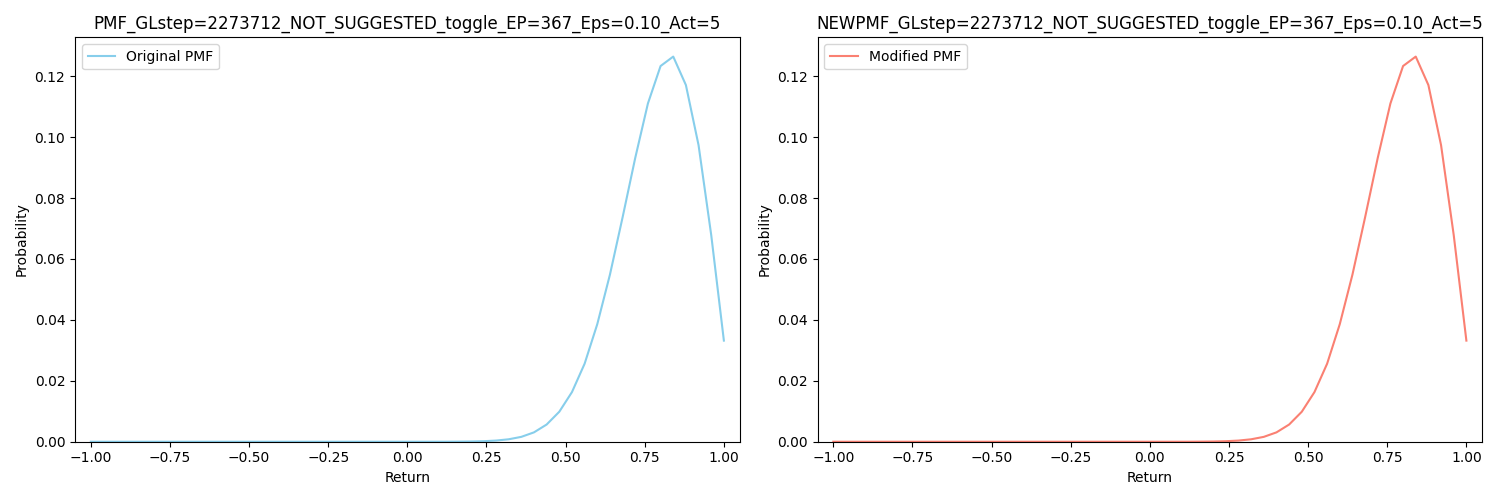 PMF_GLstep=2273712_NOT_SUGGESTED_toggle_EP=367_Eps=0.10_Act=5
Original PMF
0.12
0.10
0.08
0.06
0.04
0.02
0.00
Probability
−1.00 −0.75 −0.50 −0.25 0.00 0.25 0.50 0.75 1.00
Return
NEWPMF_GLstep=2273712_NOT_SUGGESTED_toggle_EP=367_Eps=0.10_Act=5
Modified PMF
0.12
0.10
0.08
0.06
0.04
0.02
0.00
Probability
−1.00 −0.75 −0.50 −0.25 0.00 0.25 0.50 0.75 1.00
Return